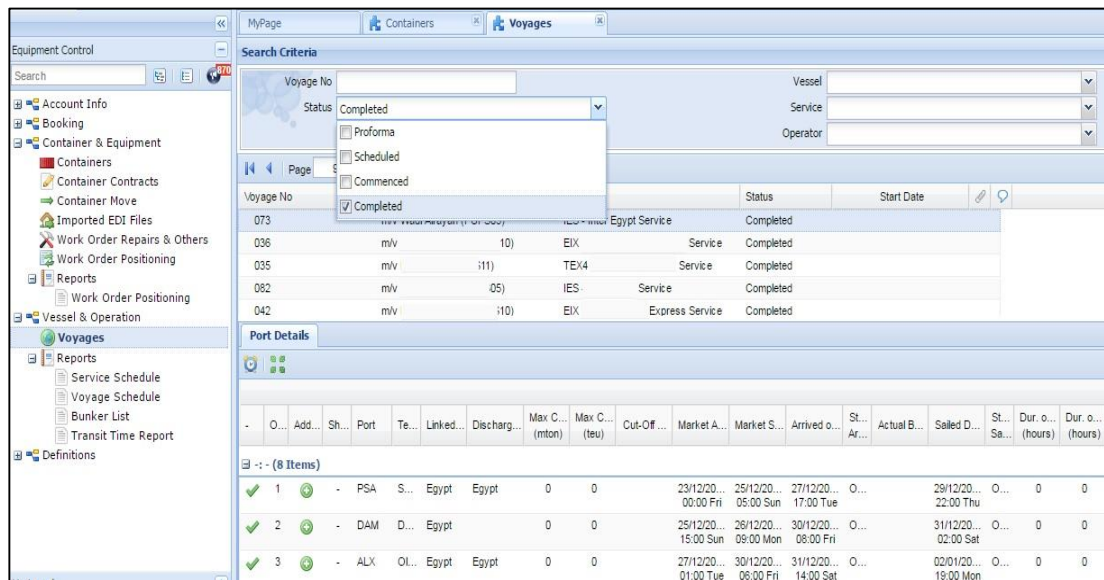 MyPage Containers Voyages
Equipment Control
Search 870
Account Info
Booking
Container & Equipment
Containers
Container Contracts
Container Move
Imported EDI Files
Work Order Repairs & Others
Work Order Positioning
Reports
Work Order Positioning
Vessel & Operation
Voyages
Reports
Service Schedule
Voyage Schedule
Bunker List
Transit Time Report
Definitions
Search Criteria
Voyage No Vessel
Status Completed Service
Operator
Proforma
Scheduled
Commenced
Completed
Page
Voyage No Status Start Date
073 Egypt Service Completed
036 m/v 10) EIX Service Completed
035 m/v 11) TEX4 Service Completed
082 m/v 05) IES Service Completed
042 m/v 10) EIX Express Service Completed
Port Details
- O... Add... Sh... Port Te... Linked... Discharg... Max C... (mton) Max C... (teu) Cut-Off ... Market A... Market S... Arrived o... St... Ar... Actual B... Sailed D... St... Sa... Dur. o... (hours) Dur. o... (hours)
-:- (8 Items)
1 - PSA S... Egypt Egypt 0 0 23/12/20... 25/12/20... 27/12/20... O... 29/12/20... O... 0 0
00:00 Fri 05:00 Sun 17:00 Tue 22:00 Thu
2 - DAM D... Egypt 0 0 25/12/20... 26/12/20... 30/12/20... O... 31/12/20... O... 0 0
15:00 Sun 09:00 Mon 08:00 Fri 02:00 Sat
3 - ALX Ol... Egypt Egypt 0 0 27/12/20... 30/12/20... 31/12/20... O... 02/01/20... O... 0 0
01:00 Tue 06:00 Fri 14:00 Sat 19:00 Mon